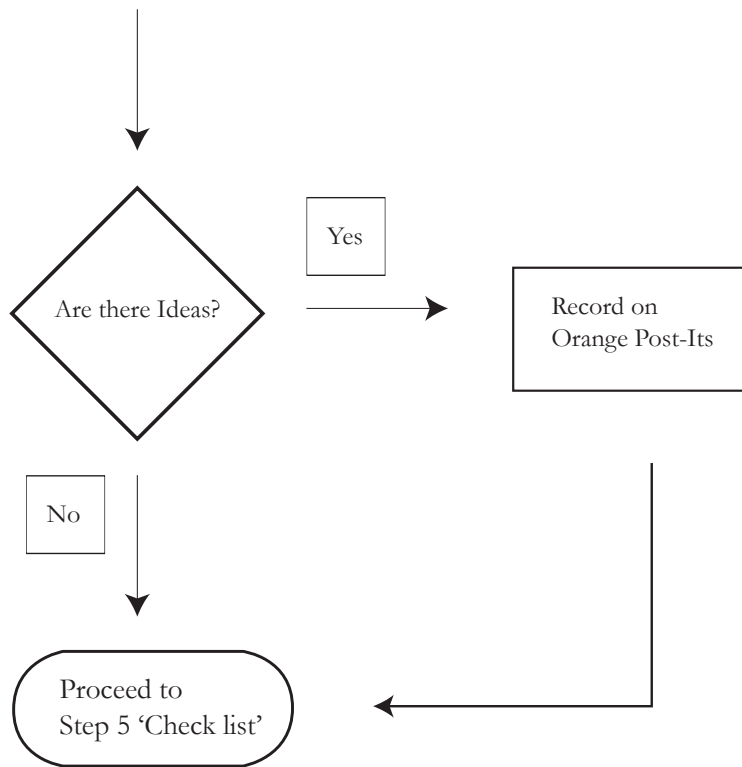 Yes
Are there Ideas?
Record on
Orange Post-Its
No
Proceed to
Step 5 ‘Check list’